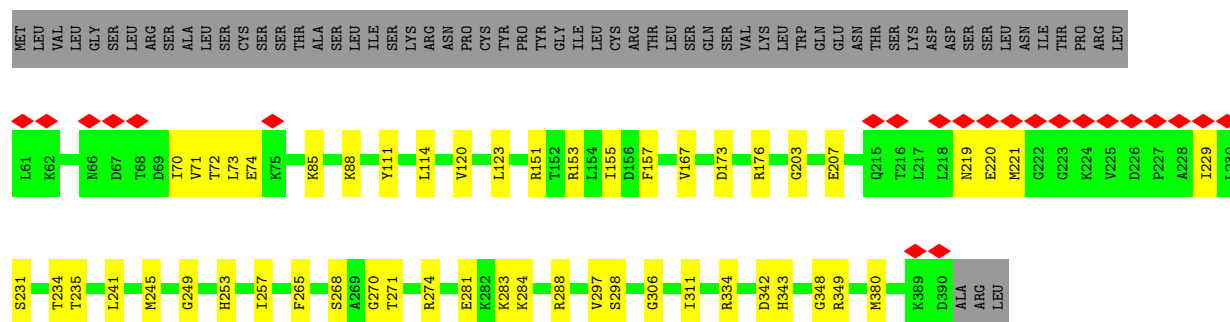 MET LEU VAL LEU GLY SER LEU ARG SER ALA LEU SER CYS SER SER THR ALA SER LEU ILE SER LYS ARG ASN PRO CYS TYR PRO TYR GLY ILE LEU CYS ARG THR LEU SER GLN SER VAL LYS LEU TRP GLN GLU ASN THR SER LYS ASP ASP SER SER LEU ASN ILE THR PRO ARG LEU
L61 K62 N66 D67 T68 D69 I70 V71 T72 L73 E74 K75 K85 K88 Y111 L114 V120 L123 R151 T152 R153 L154 I155 D156 F157 V167 D173 R176 G203 E207 Q215 T216 L217 L218 N219 E220 M221 G222 G223 K224 V225 D226 P227 A228 I229 L230
S231 T234 T235 L241 M245 G249 H253 I257 F265 S268 A269 G270 T271 R274 E281 K282 K283 K284 R288 V297 S298 G306 I311 R334 D342 H343 G348 R349 M380 K389 D390 ALA ARG LEU